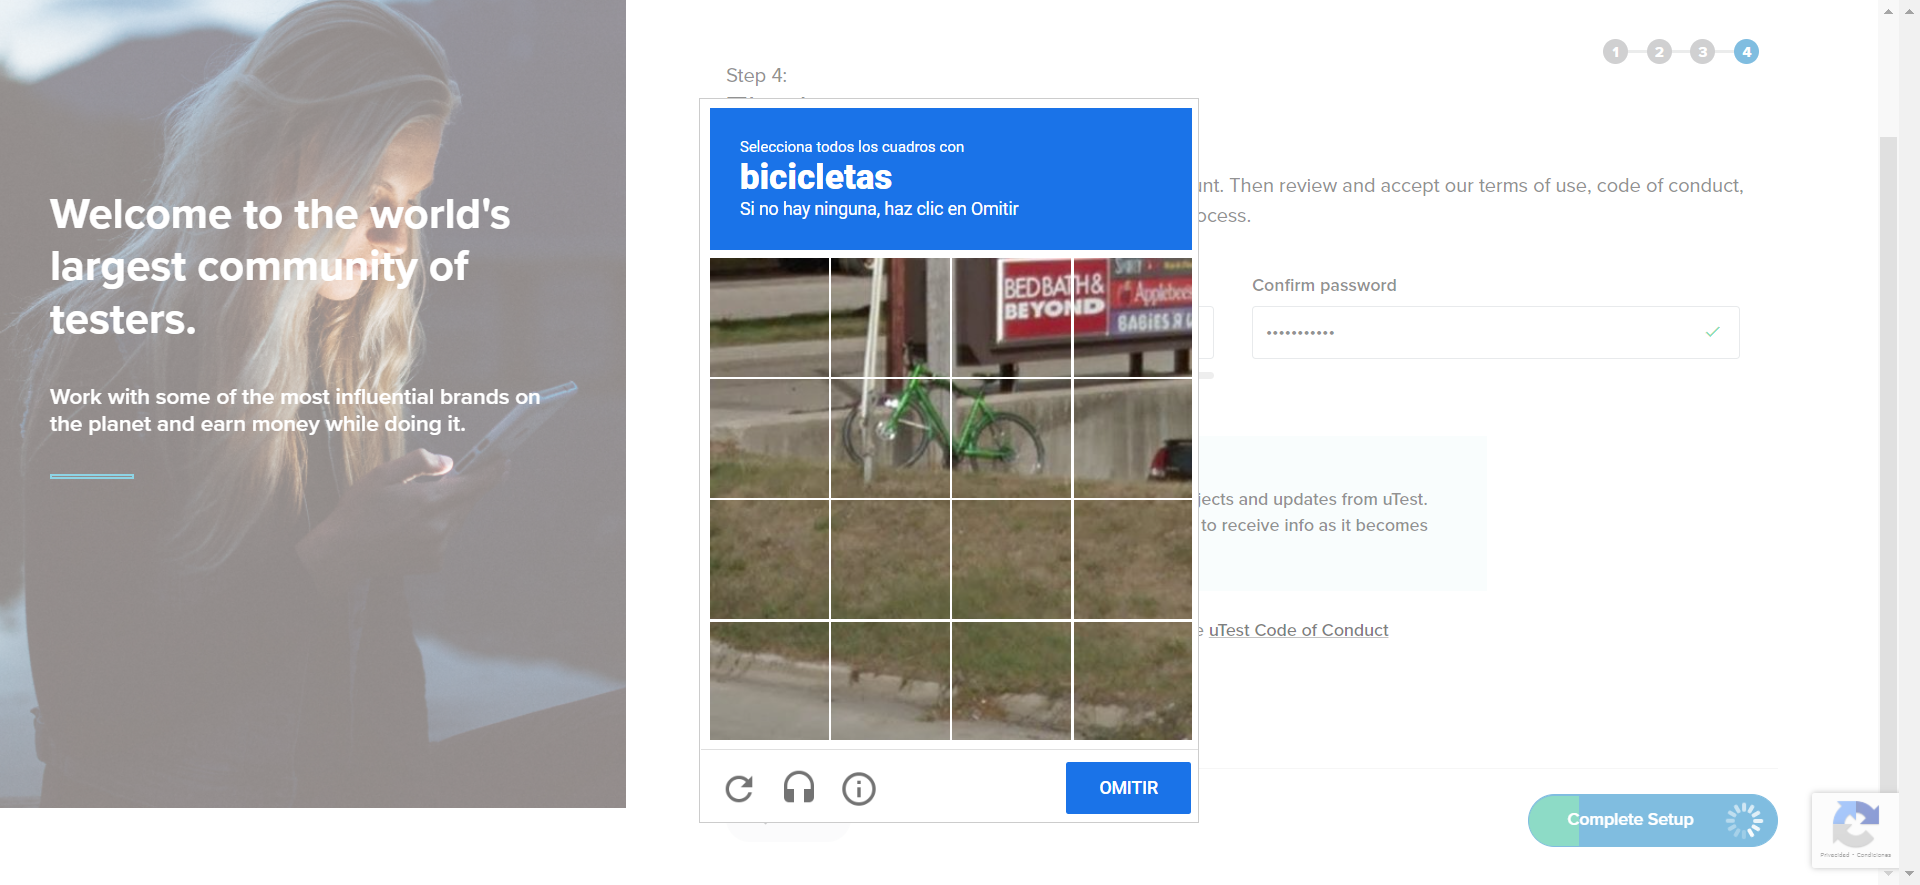 Welcome to the world's
largest community of
testers.
Work with some of the most influential brands on
the planet and earn money while doing it.
1 2 3 4
Step 4:
Selecciona todos los cuadros con
bicicletas
Si no hay ninguna, haz clic en Omitir
BED BATH &
BEYOND
Applebee's
BABIES R U
OMITIR
unt. Then review and accept our terms of use, code of conduct,
ocess.
Confirm password
•••••••••••
jects and updates from uTest.
to receive info as it becomes
e uTest Code of Conduct
Complete Setup
Privacidad - Condiciones